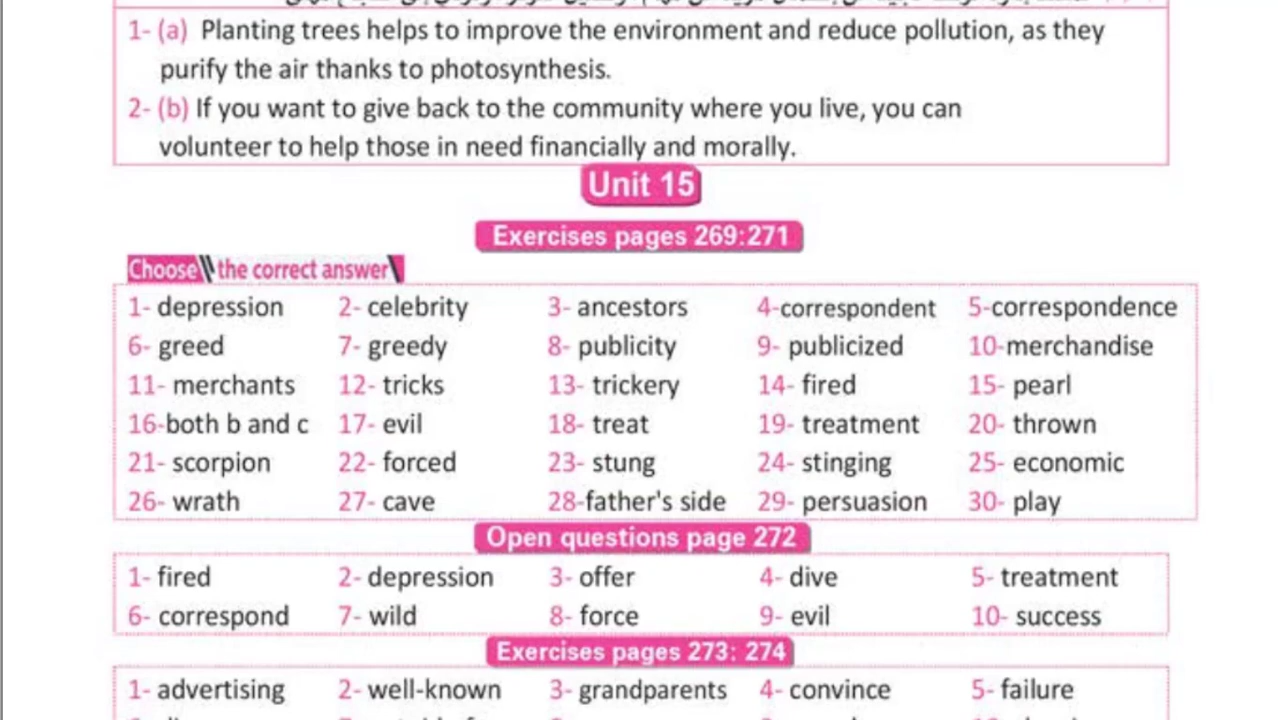 1- (a) Planting trees helps to improve the environment and reduce pollution, as they
purify the air thanks to photosynthesis.
2- (b) If you want to give back to the community where you live, you can
volunteer to help those in need financially and morally.
Unit 15
Exercises pages 269:271
Choose the correct answer
1- depression 2- celebrity 3- ancestors 4-correspondent 5-correspondence
6- greed 7- greedy 8- publicity 9- publicized 10-merchandise
11- merchants 12- tricks 13- trickery 14- fired 15- pearl
16-both b and c 17- evil 18- treat 19- treatment 20- thrown
21- scorpion 22- forced 23- stung 24- stinging 25- economic
26- wrath 27- cave 28-father's side 29- persuasion 30- play
Open questions page 272
1- fired 2- depression 3- offer 4- dive 5- treatment
6- correspond 7- wild 8- force 9- evil 10- success
Exercises pages 273: 274
1- advertising 2- well-known 3- grandparents 4- convince 5- failure